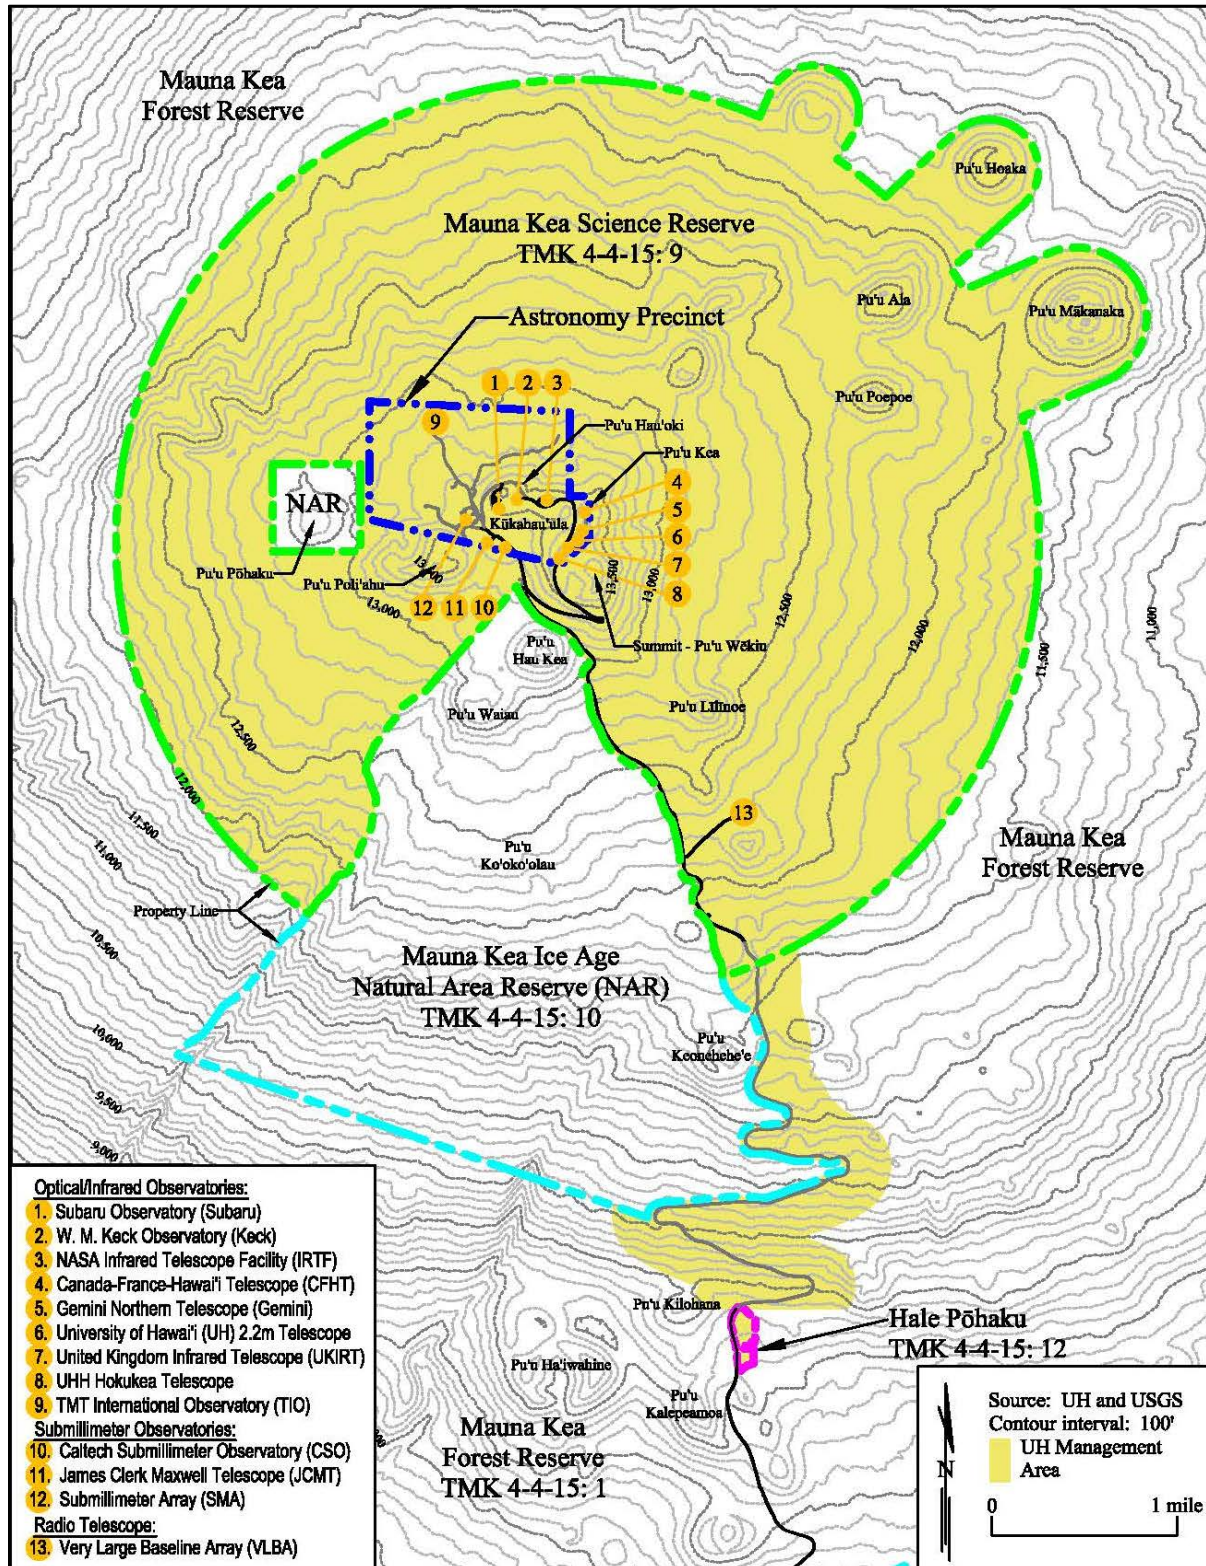 Mauna Kea
Forest Reserve
Pu'u Hoaka
Mauna Kea Science Reserve
TMK 4-4-15: 9
Pu'u Ala
Pu'u Mākanaka
Astronomy Precinct
1
2
3
Pu'u Poepoe
9
Pu'u Hau'oki
Pu'u Kea
4
NAR
5
Kūkahau'ula
6
7
Pu'u Pōhaku
Pu'u Poli'ahu
13,000
13,500
13,000
12,500
12,000
11,500
11,000
8
12
11
10
Pu'u
Hau Kea
Summit - Pu'u Wēkiu
Pu'u Waiau
Pu'u Līlīnoe
12,500
12,000
11,500
11,000
13
Pu'u
Ko'oko'olau
Mauna Kea
Forest Reserve
Property Line
10,500
Mauna Kea Ice Age
Natural Area Reserve (NAR)
TMK 4-4-15: 10
10,000
Pu'u
Keonehehe'e
9,500
9,000
Pu'u Kilohana
Hale Pōhaku
TMK 4-4-15: 12
Pu'u Ha'iwahine
Pu'u
Kalepeamoa
Mauna Kea
Forest Reserve
TMK 4-4-15: 1
Optical/Infrared Observatories:
1. Subaru Observatory (Subaru)
2. W. M. Keck Observatory (Keck)
3. NASA Infrared Telescope Facility (IRTF)
4. Canada-France-Hawai'i Telescope (CFHT)
5. Gemini Northern Telescope (Gemini)
6. University of Hawai'i (UH) 2.2m Telescope
7. United Kingdom Infrared Telescope (UKIRT)
8. UHH Hokukea Telescope
9. TMT International Observatory (TIO)
Submillimeter Observatories:
10. Caltech Submillimeter Observatory (CSO)
11. James Clerk Maxwell Telescope (JCMT)
12. Submillimeter Array (SMA)
Radio Telescope:
13. Very Large Baseline Array (VLBA)
Source: UH and USGS
Contour interval: 100'
UH Management
Area
N
0
1 mile